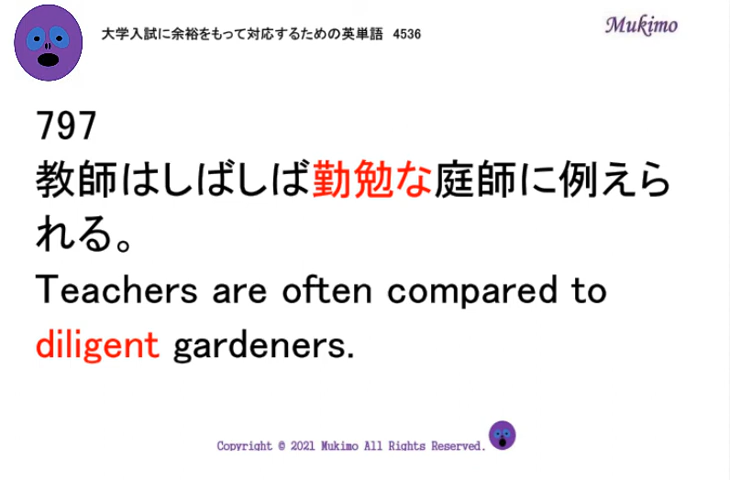 大学入試に余裕をもって対応するための英単語 4536
Mukimo
797
教師はしばしば勤勉な庭師に例えら
れる。
Teachers are often compared to
diligent gardeners.
Copyright © 2021 Mukimo All Rights Reserved.